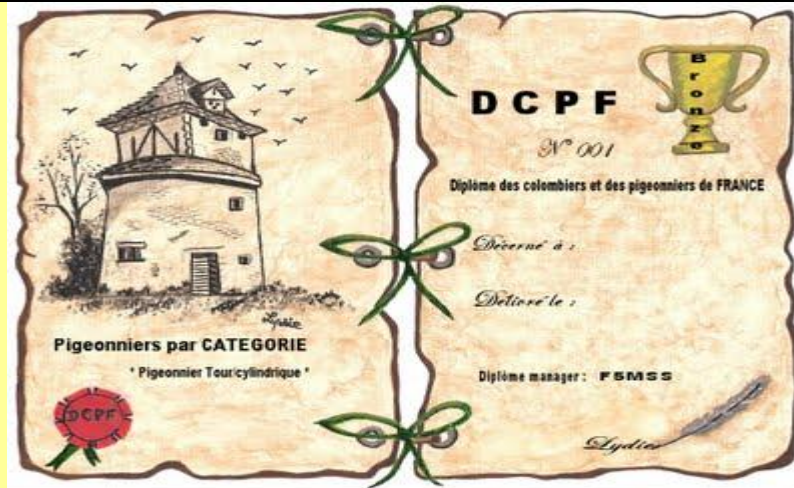 Lydie
Pigeonniers par CATEGORIE
* Pigeonnier Tour/cylindrique *
DCPF
Bronze
DCPF
N° 001
Diplôme des colombiers et des pigeonniers de FRANCE
Décerné à :
Délivré le :
Diplôme manager : F5MSS
Lydie